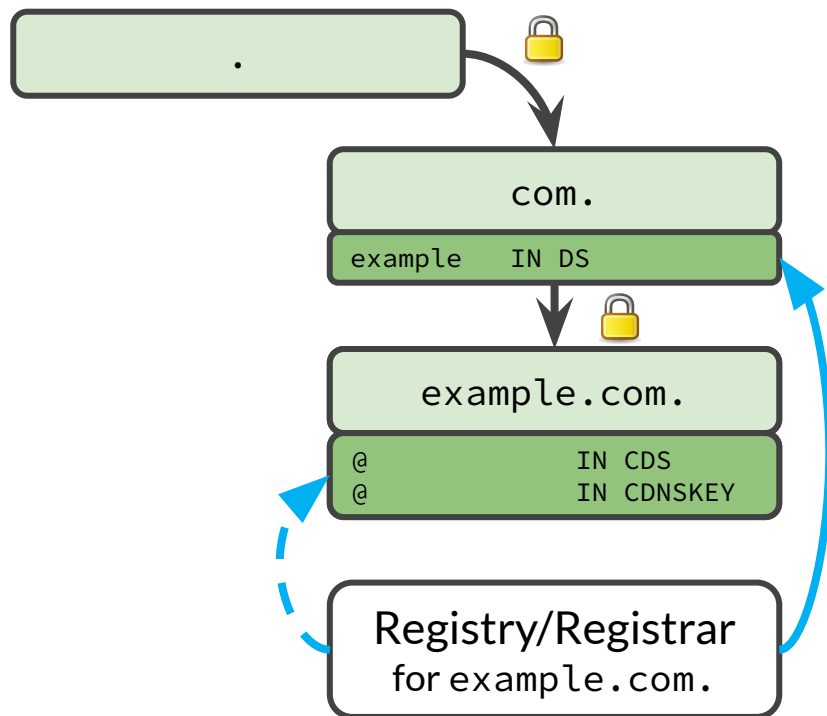 .
com.
example IN DS
example.com.
@ IN CDS
@ IN CDNSKEY
Registry/Registrar
for example.com.